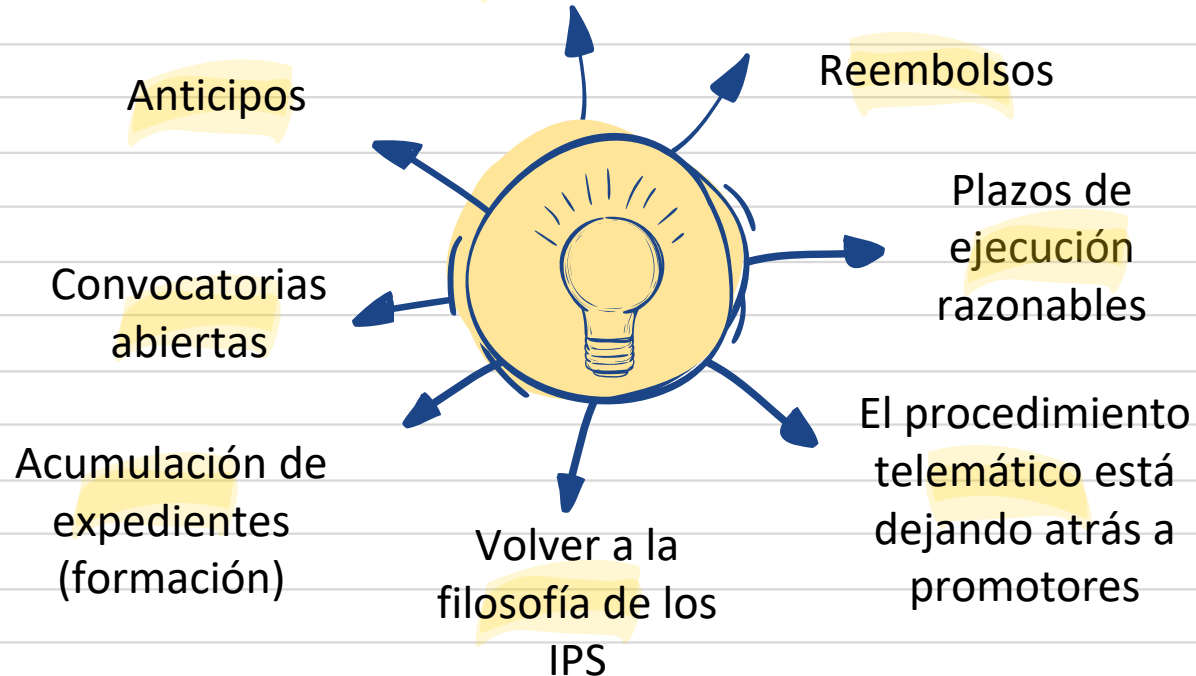 Anticipos
Reembolsos
Plazos de
ejecución
razonables
Convocatorias
abiertas
El procedimiento
telemático está
dejando atrás a
promotores
Acumulación de
expedientes
(formación)
Volver a la
filosofía de los
IPS